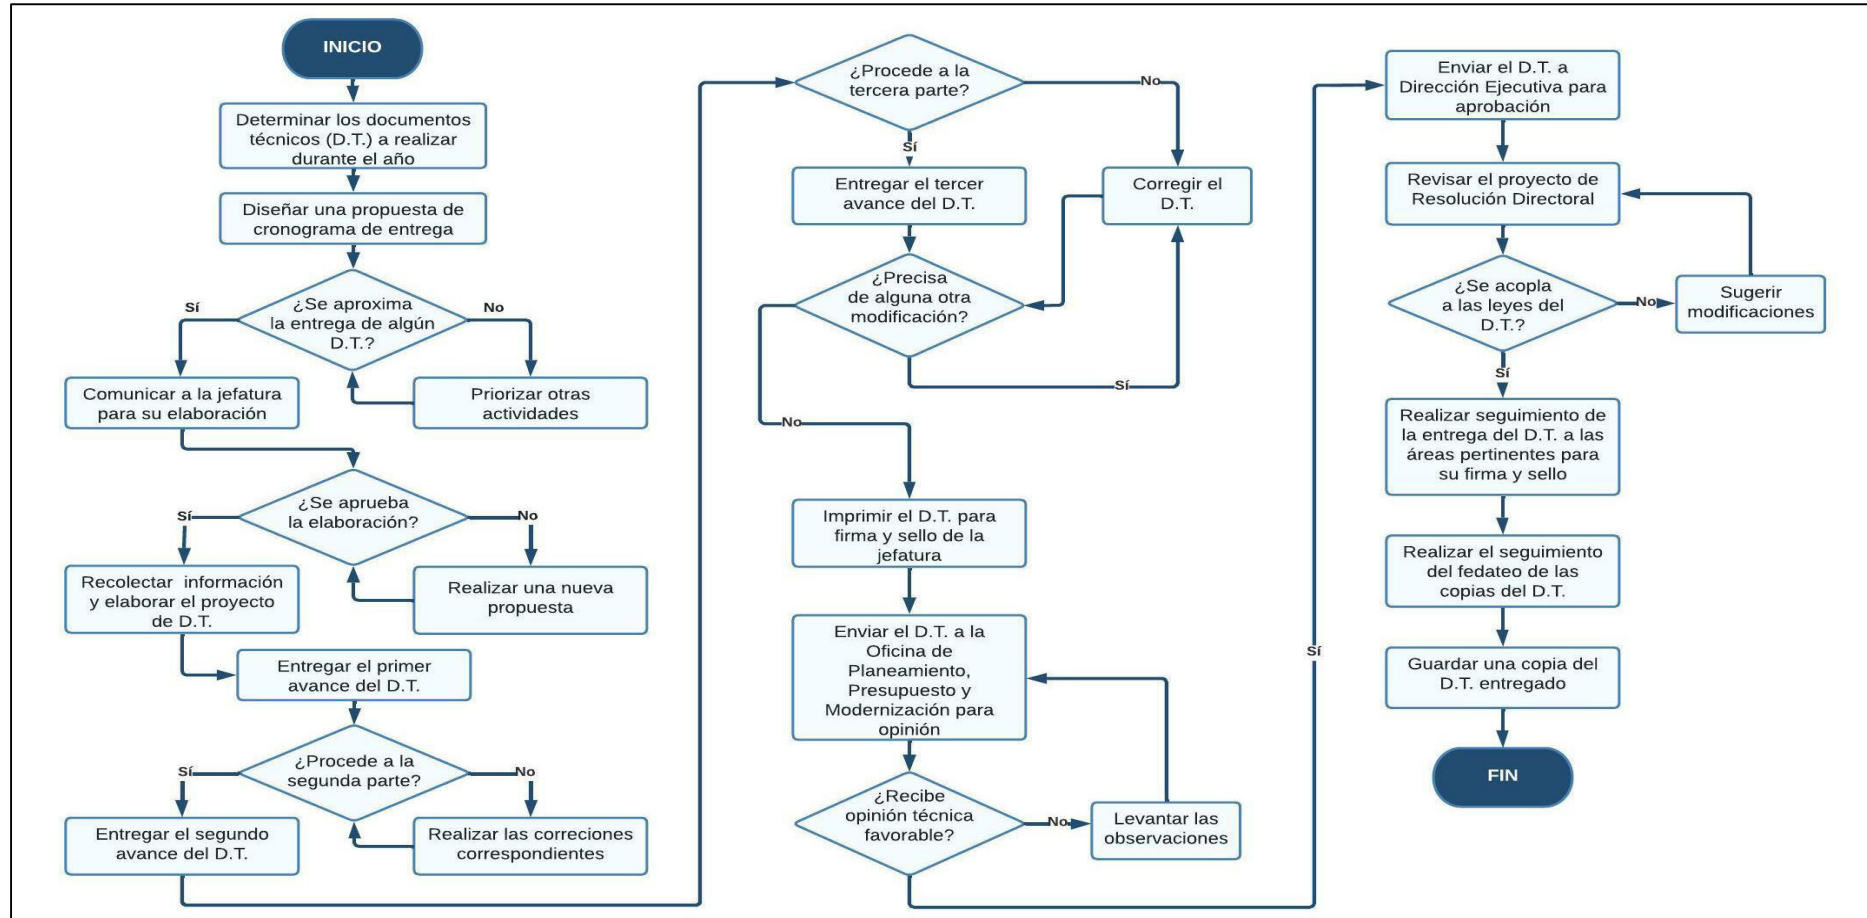 INICIO
Determinar los documentos
técnicos (D.T.) a realizar
durante el año
Diseñar una propuesta de
cronograma de entrega
¿Se aproxima
la entrega de algún
D.T.?
Sí
No
Comunicar a la jefatura
para su elaboración
Priorizar otras
actividades
¿Se aprueba
la elaboración?
Sí
No
Recolectar información
y elaborar el proyecto
de D.T.
Realizar una nueva
propuesta
Entregar el primer
avance del D.T.
¿Procede a la
segunda parte?
Sí
No
Entregar el segundo
avance del D.T.
Realizar las correciones
correspondientes
¿Procede a la
tercera parte?
No
Sí
Entregar el tercer
avance del D.T.
Corregir el
D.T.
¿Precisa
de alguna otra
modificación?
Sí
No
Imprimir el D.T. para
firma y sello de la
jefatura
Enviar el D.T. a la
Oficina de
Planeamiento,
Presupuesto y
Modernización para
opinión
¿Recibe
opinión técnica
favorable?
No
Levantar las
observaciones
Sí
Enviar el D.T. a
Dirección Ejecutiva para
aprobación
Revisar el proyecto de
Resolución Directoral
¿Se acopla
a las leyes del
D.T.?
No
Sugerir
modificaciones
Sí
Realizar seguimiento de
la entrega del D.T. a las
áreas pertinentes para
su firma y sello
Realizar el seguimiento
del fedateo de las
copias del D.T.
Guardar una copia del
D.T. entregado
FIN